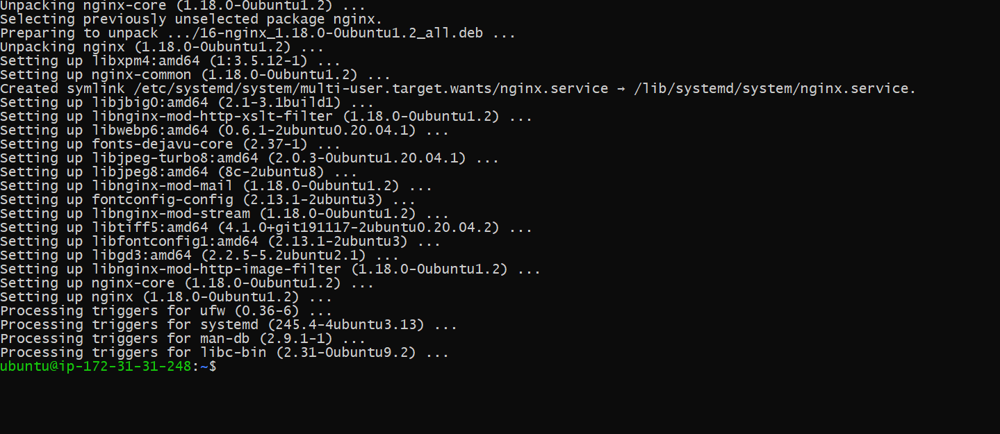 Unpacking nginx-core (1.18.0-0ubuntu1.2) ...
Selecting previously unselected package nginx.
Preparing to unpack .../16-nginx_1.18.0-0ubuntu1.2_all.deb ...
Unpacking nginx (1.18.0-0ubuntu1.2) ...
Setting up libxpm4:amd64 (1:3.5.12-1) ...
Setting up nginx-common (1.18.0-0ubuntu1.2) ...
Created symlink /etc/systemd/system/multi-user.target.wants/nginx.service → /lib/systemd/system/nginx.service.
Setting up libjbig0:amd64 (2.1-3.1build1) ...
Setting up libnginx-mod-http-xslt-filter (1.18.0-0ubuntu1.2) ...
Setting up libwebp6:amd64 (0.6.1-2ubuntu0.20.04.1) ...
Setting up fonts-dejavu-core (2.37-1) ...
Setting up libjpeg-turbo8:amd64 (2.0.3-0ubuntu1.20.04.1) ...
Setting up libjpeg8:amd64 (8c-2ubuntu8) ...
Setting up libnginx-mod-mail (1.18.0-0ubuntu1.2) ...
Setting up fontconfig-config (2.13.1-2ubuntu3) ...
Setting up libnginx-mod-stream (1.18.0-0ubuntu1.2) ...
Setting up libtiff5:amd64 (4.1.0+git191117-2ubuntu0.20.04.2) ...
Setting up libfontconfig1:amd64 (2.13.1-2ubuntu3) ...
Setting up libgd3:amd64 (2.2.5-5.2ubuntu2.1) ...
Setting up libnginx-mod-http-image-filter (1.18.0-0ubuntu1.2) ...
Setting up nginx-core (1.18.0-0ubuntu1.2) ...
Setting up nginx (1.18.0-0ubuntu1.2) ...
Processing triggers for ufw (0.36-6) ...
Processing triggers for systemd (245.4-4ubuntu3.13) ...
Processing triggers for man-db (2.9.1-1) ...
Processing triggers for libc-bin (2.31-0ubuntu9.2) ...
ubuntu@ip-172-31-31-248:~$